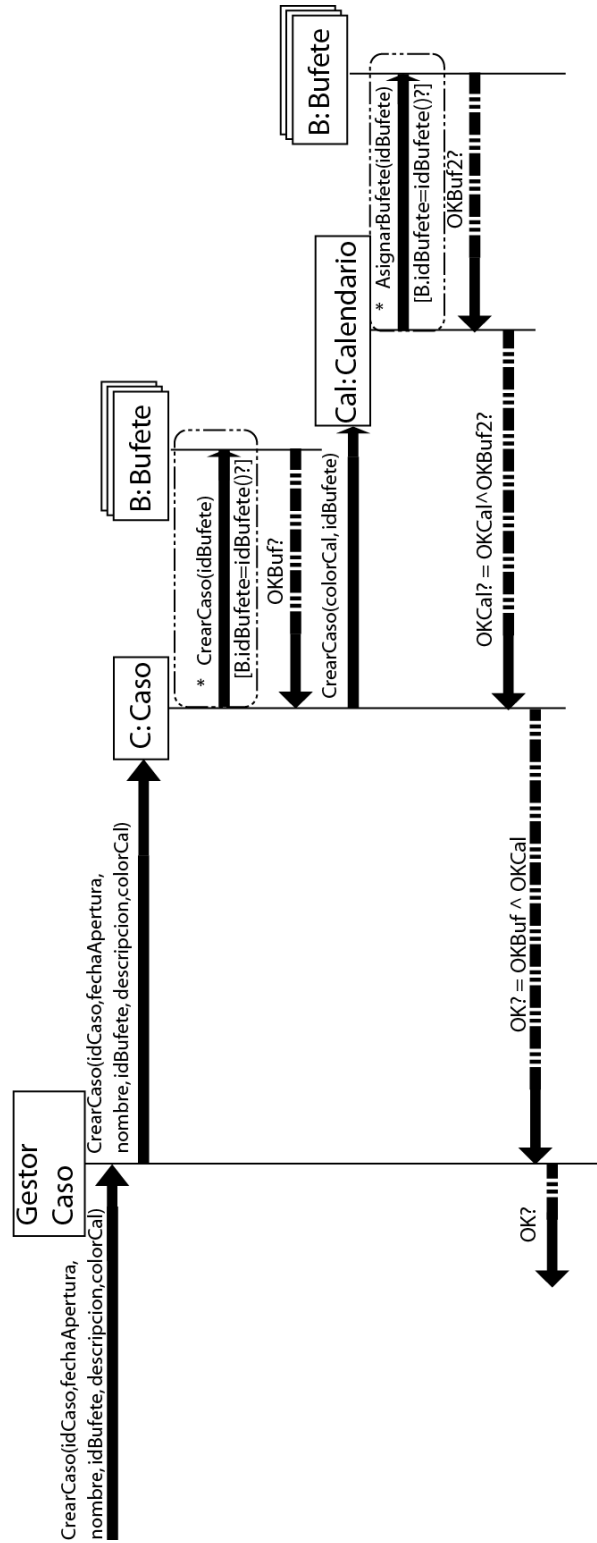 Gestor
Caso
CrearCaso(idCaso,fechaApertura,
nombre,idBufete, descripcion,colorCal)
CrearCaso(idCaso,fechaApertura,
nombre, idBufete, descripcion,colorCal)
C: Caso
B: Bufete
* CrearCaso(idBufete)
[B.idBufete=idBufete()?]
OKBuf?
CrearCaso(colorCal, idBufete)
Cal: Calendario
B: Bufete
* AsignarBufete(idBufete)
[B.idBufete=idBufete()?]
OKBuf2?
OKCal? = OKCal^OKBuf2?
OK? = OKBuf ^ OKCal
OK?